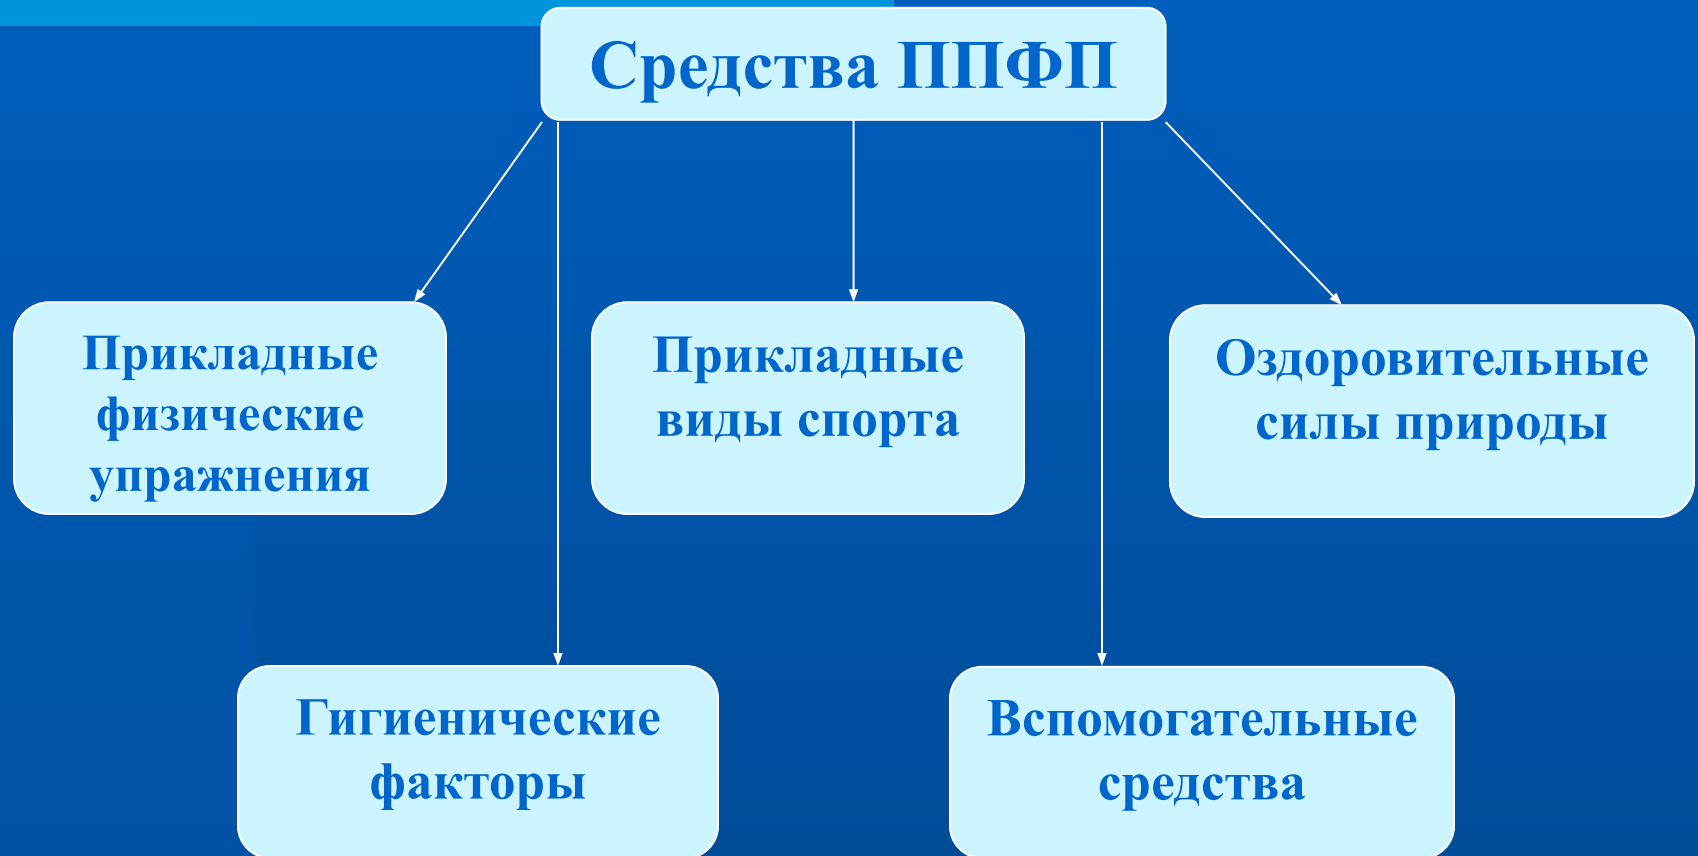 Средства ППФП
Прикладные
физические
упражнения
Прикладные
виды спорта
Оздоровительные
силы природы
Гигиенические
факторы
Вспомогательные
средства